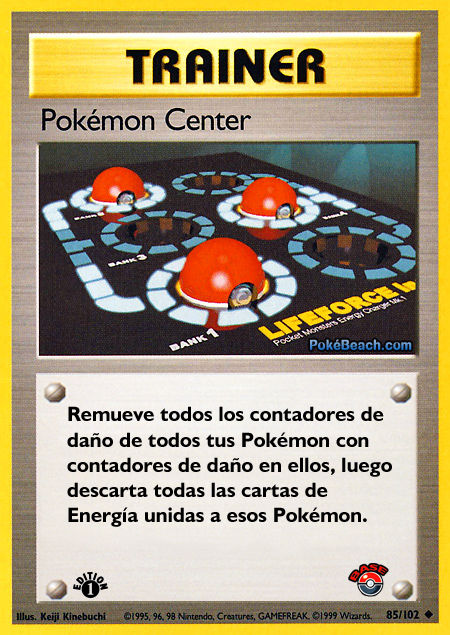 TRAINER
Pokémon Center
BANK 2
BANK 4
BANK 3
BANK 1
LIFEFORCE
Pocket Monsters Energy Charger Mk.1
PokéBeach.com
Remueve todos los contadores de
daño de todos tus Pokémon con
contadores de daño en ellos, luego
descarta todas las cartas de
Energía unidas a esos Pokémon.
EDITION
1
BASE
Illus. Keiji Kinebuchi ©1995, 96, 98 Nintendo, Creatures, GAMEFREAK. ©1999 Wizards. 85/102